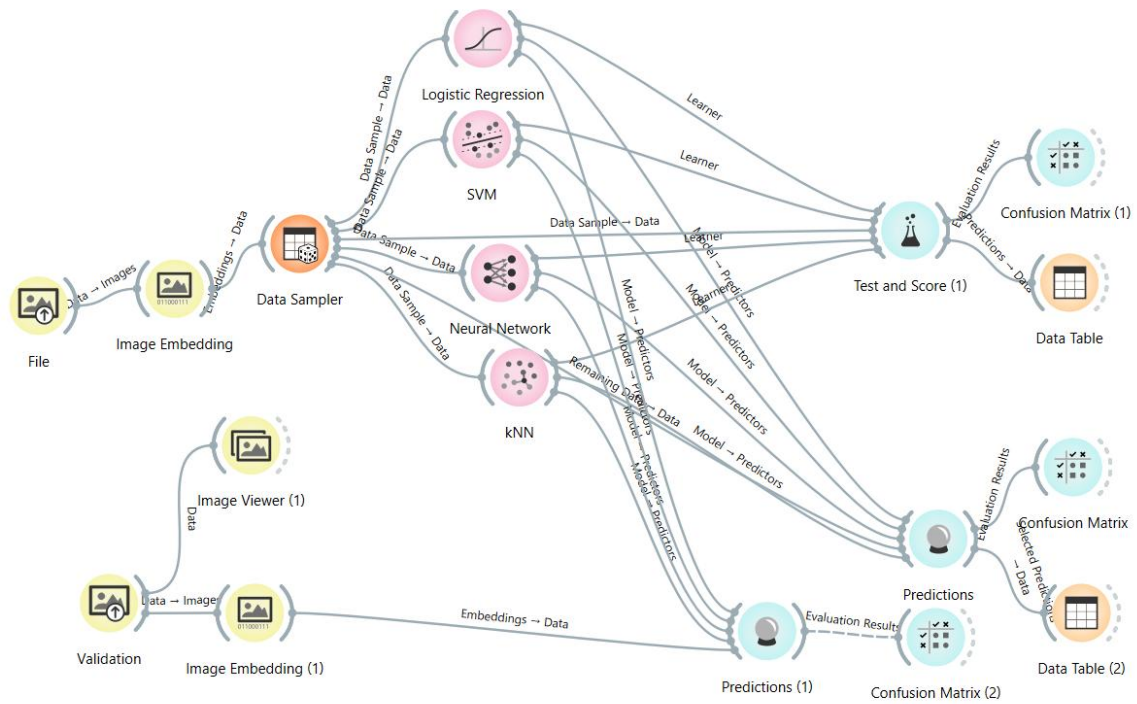 Logistic Regression
Data Sample → Data
Learner
Data Sample → Data
SVM
Learner
Evaluation Results
Confusion Matrix (1)
Data Sample → Data
Data Sample → Data
Learner
Predictions → Data
Test and Score (1)
Data Table
Data → Images
Embeddings → Data
File
Image Embedding
011000111
Data Sampler
Neural Network
Data Sample → Data
Learner
Model → Predictors
Model → Predictors
Model → Predictors
Model → Predictors
Remaining Data → Data
kNN
Model → Predictors
Model → Predictors
Model → Predictors
Model → Predictors
Image Viewer (1)
Data
Evaluation Results
Confusion Matrix
Selected Predictions
→ Data
Predictions
Data → Images
011000111
Validation
Image Embedding (1)
Embeddings → Data
Evaluation Results
Predictions (1)
Confusion Matrix (2)
Data Table (2)